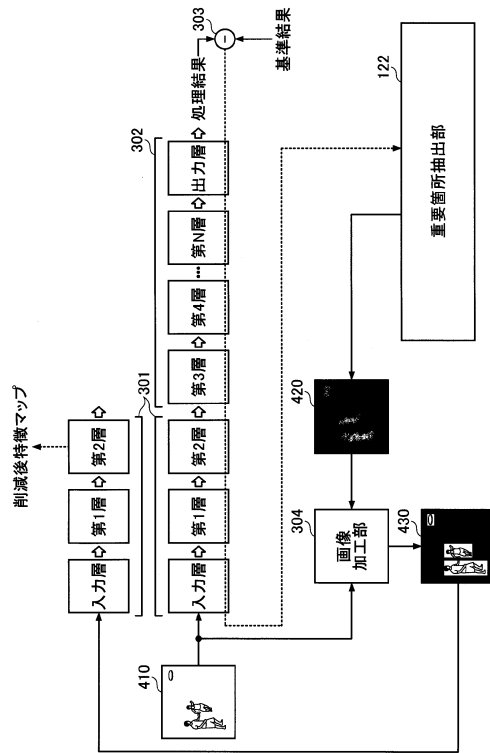 削減後特徴マップ
入力層
第1層
第2層
301
302
入力層
第1層
第2層
第3層
第4層
…
第N層
出力層
処理結果
303
基準結果
410
304
画像
加工部
420
430
122
重要箇所抽出部